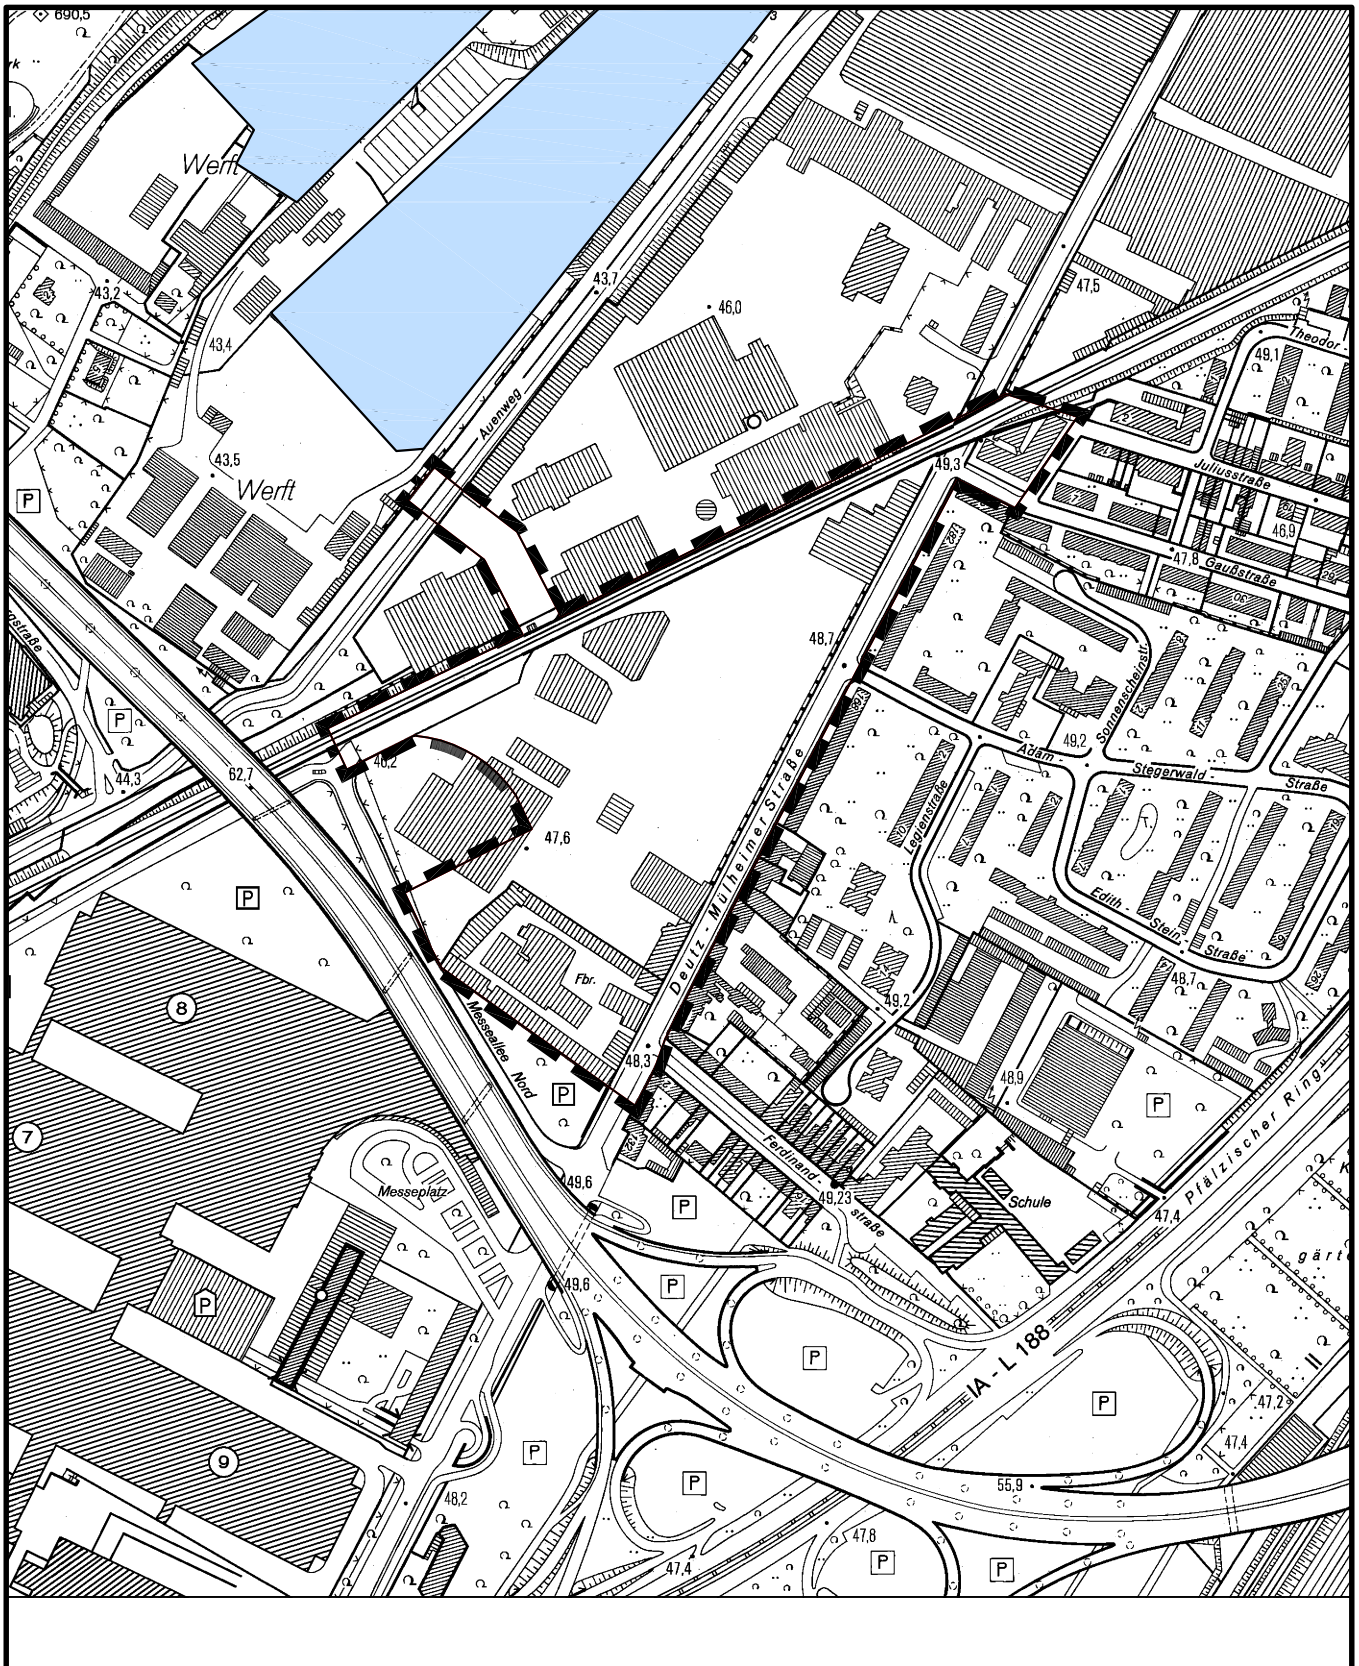 690,5
3
rk
Werft
43,2
43,4
43,7
46,0
47,5
Theodor -
49,1
Auenweg
43,5
Werft
P
49,3
Juliusstraße
46,9
47,8
Gaußstraße
48,7
Sonnenscheinstr.
49,2
Adam -
Stegerwald -
Straße
P
44,3
62,7
46,2
47,6
Legienstraße
Deutz - Mülheimer Straße
Edith -
Stein -
Straße
48,7
P
8
Fbr.
49,2
Messeallee
Nord
48,3
P
48,9
P
Pfälzischer Ring
7
Messeplatz
49,6
Ferdinand -
straße
49,23
Schule
47,4
P
49,6
P
P
gärte
P
IA - L 188
P
47,2
47,4
9
P
P
55,9
48,2
47,8
47,4
P
P